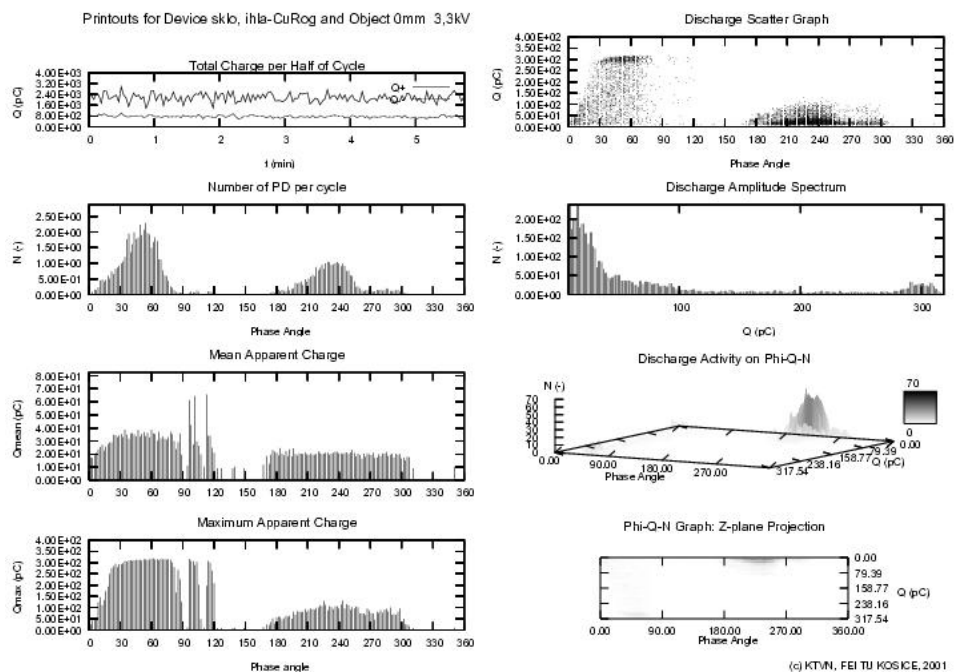 Printouts for Device sklo, ihla-CuRog and Object 0mm 3,3kV
Total Charge per Half of Cycle
Q (pC)
4.00E+03
3.20E+03
2.40E+03
1.60E+03
8.00E+02
0.00E+00
Q+
0 1 2 3 4 5
t (min)
Number of PD per cycle
N (-)
2.50E+00
2.00E+00
1.50E+00
1.00E+00
5.00E-01
0.00E+00
0 30 60 90 120 150 180 210 240 270 300 330 360
Phase Angle
Mean Apparent Charge
Qmean (pC)
8.00E+01
7.00E+01
6.00E+01
5.00E+01
4.00E+01
3.00E+01
2.00E+01
1.00E+01
0.00E+00
0 30 60 90 120 150 180 210 240 270 300 330 360
Phase Angle
Maximum Apparent Charge
Qmax (pC)
4.00E+02
3.50E+02
3.00E+02
2.50E+02
2.00E+02
1.50E+02
1.00E+02
5.00E+01
0.00E+00
0 30 60 90 120 150 180 210 240 270 300 330 360
Phase angle
Discharge Scatter Graph
Q (pC)
4.00E+02
3.50E+02
3.00E+02
2.50E+02
2.00E+02
1.50E+02
1.00E+02
5.00E+01
0.00E+00
0 30 60 90 120 150 180 210 240 270 300 330 360
Phase Angle
Discharge Amplitude Spectrum
N (-)
2.00E+02
1.50E+02
1.00E+02
5.00E+01
0.00E+00
100 200 300
Q (pC)
Discharge Activity on Phi-Q-N
N (-)
70
60
50
40
30
20
10
0
0.00
90.00
180.00
270.00
Phase Angle
317.54
238.16
158.77
79.39
0.00
Q (pC)
70
0
Phi-Q-N Graph: Z-plane Projection
0.00
79.39
158.77
238.16
317.54
Q (pC)
0.00 90.00 180.00 270.00 360.00
Phase Angle
(c) KTVN, FEI TU KOSICE, 2001